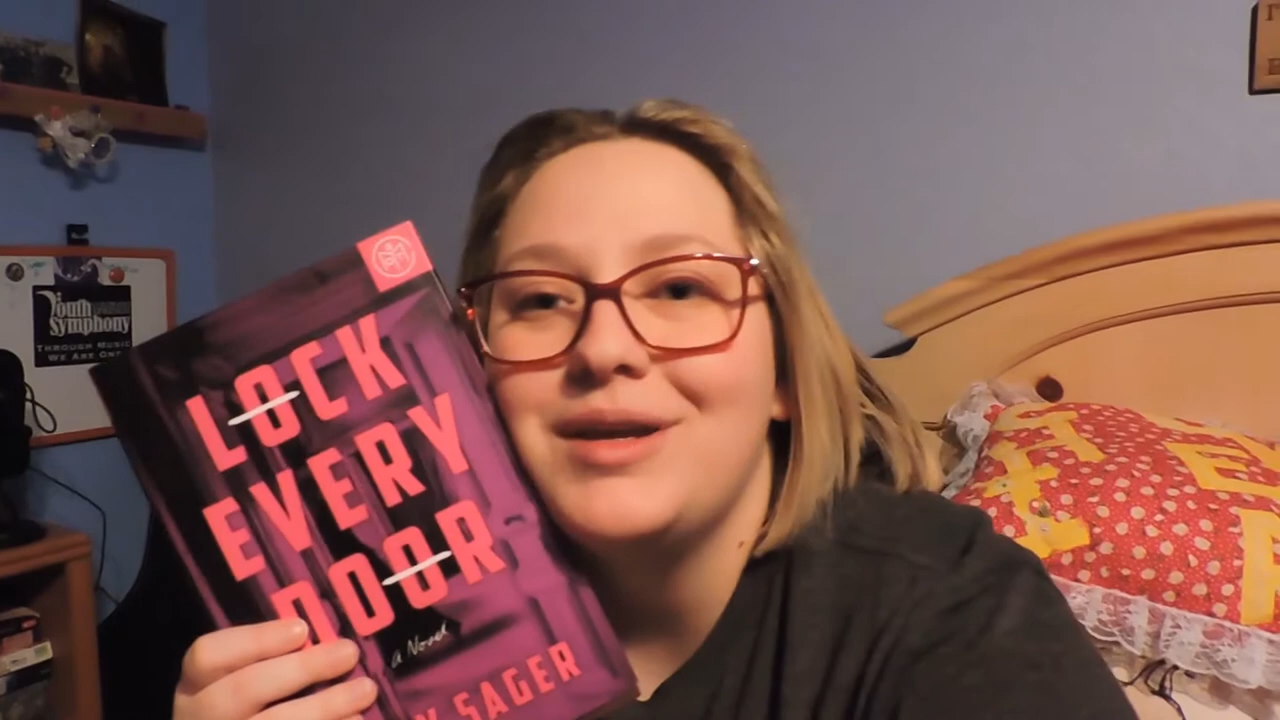 LOCK
EVERY
DOOR
a Novel
SAGER
Youth
Symphony
THROUGH MUSIC
WE ARE ONE